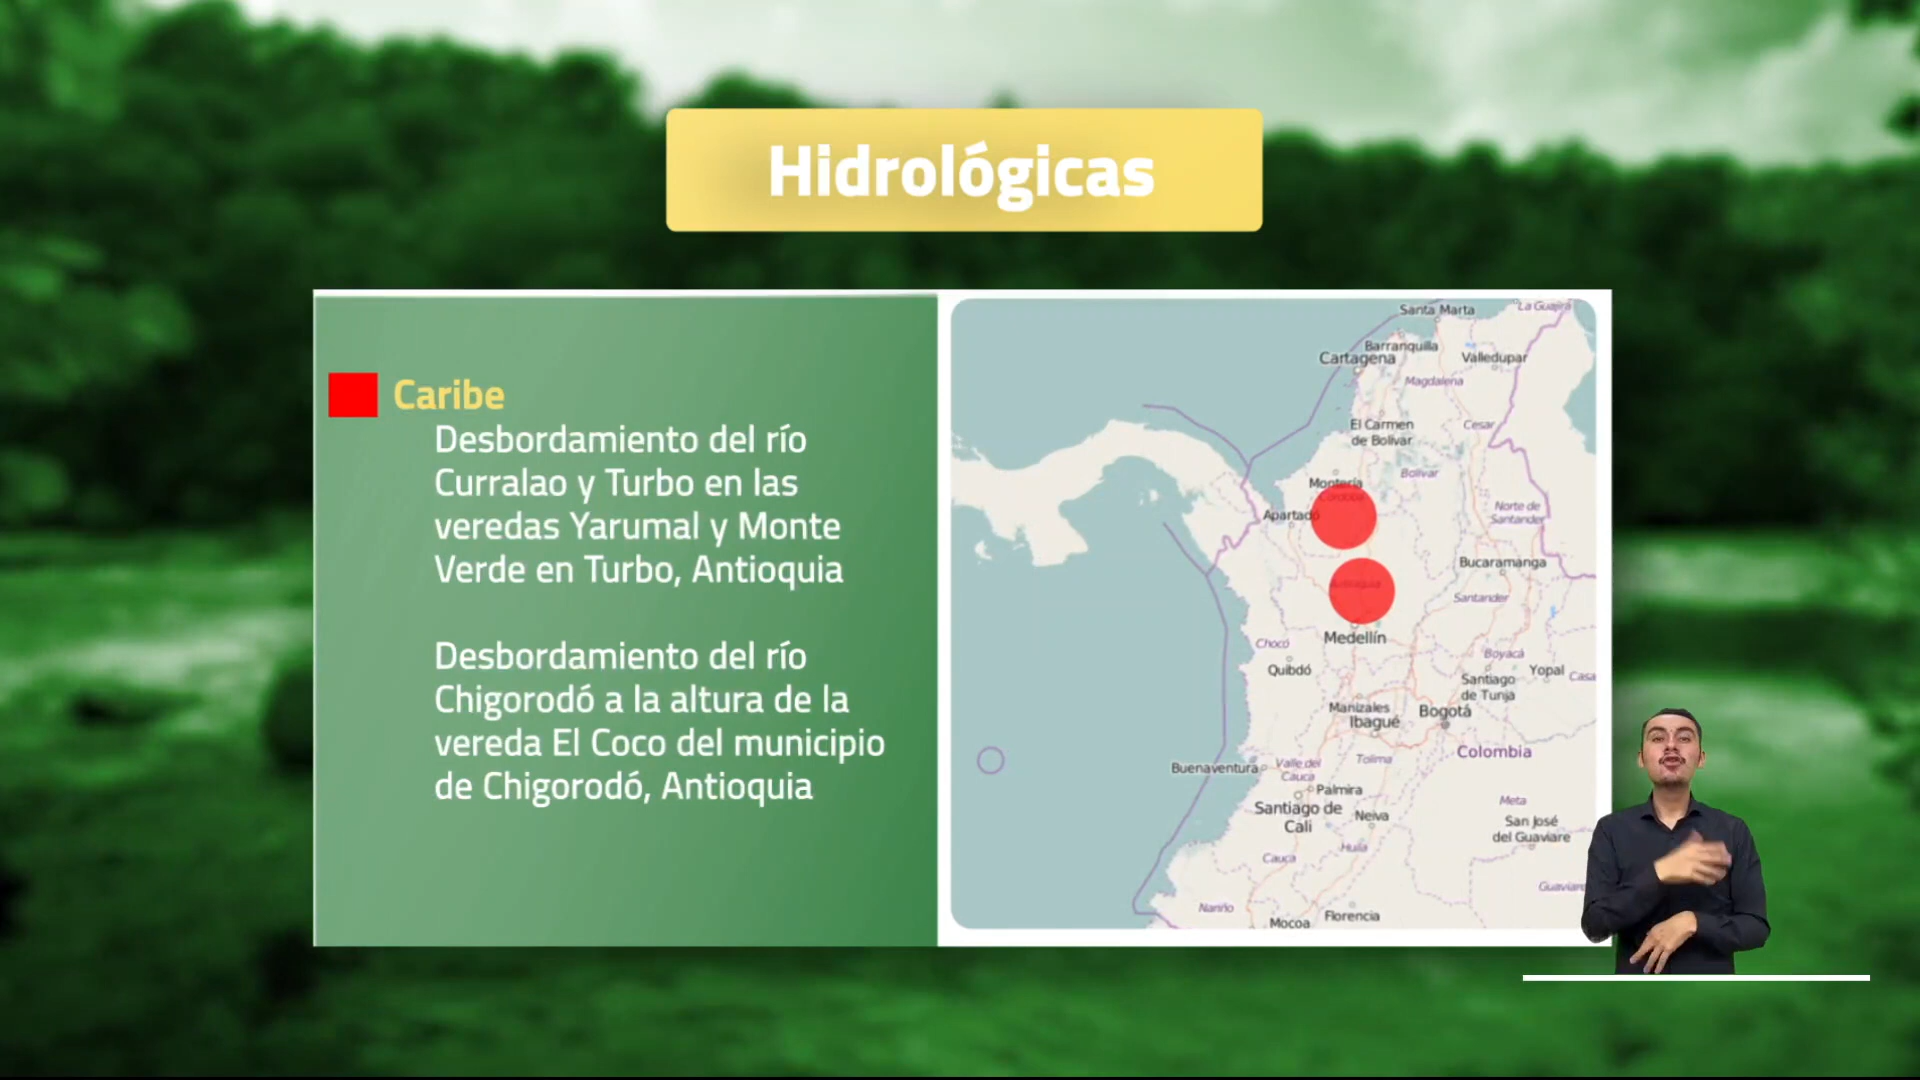 Hidrológicas
Caribe
Desbordamiento del río
Curralao y Turbo en las
veredas Yarumal y Monte
Verde en Turbo, Antioquia
Desbordamiento del río
Chigorodó a la altura de la
vereda El Coco del municipio
de Chigorodó, Antioquia
Santa Marta
La Guajira
Barranquilla
Cartagena
Valledupar
Magdalena
El Carmen
de Bolívar
Cesar
Bolívar
Montería
Córdoba
Apartadó
Norte de
Santander
Bucaramanga
Antioquia
Santander
Medellín
Chocó
Boyacá
Quibdó
Yopal
Casa
Santiago
de Tunja
Manizales
Bogotá
Ibagué
Colombia
Tolima
Buenaventura
Valle del
Cauca
Palmira
Meta
Santiago de
Cali
Neiva
San José
del Guaviare
Huila
Cauca
Guaviare
Nariño
Florencia
Mocoa